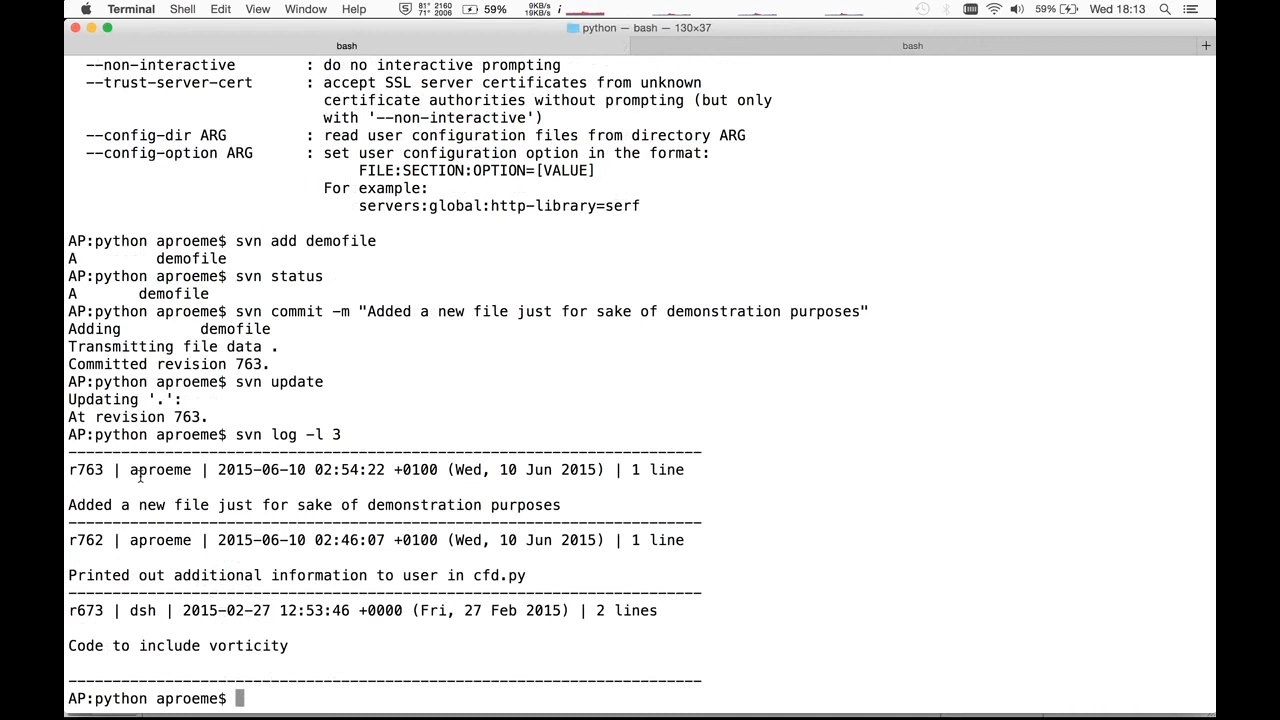 Terminal Shell Edit View Window Help 81° 2160 71° 2006 59% 9KB/s 19KB/s 59% Wed 18:13
python — bash — 130×37
bash bash
--non-interactive : do no interactive prompting
--trust-server-cert : accept SSL server certificates from unknown
certificate authorities without prompting (but only
with '--non-interactive')
--config-dir ARG : read user configuration files from directory ARG
--config-option ARG : set user configuration option in the format:
FILE:SECTION:OPTION=[VALUE]
For example:
servers:global:http-library=serf
AP:python aproeme$ svn add demofile
A demofile
AP:python aproeme$ svn status
A demofile
AP:python aproeme$ svn commit -m "Added a new file just for sake of demonstration purposes"
Adding demofile
Transmitting file data .
Committed revision 763.
AP:python aproeme$ svn update
Updating '.':
At revision 763.
AP:python aproeme$ svn log -l 3
------------------------------------------------------------------------
r763 | aproeme | 2015-06-10 02:54:22 +0100 (Wed, 10 Jun 2015) | 1 line
Added a new file just for sake of demonstration purposes
------------------------------------------------------------------------
r762 | aproeme | 2015-06-10 02:46:07 +0100 (Wed, 10 Jun 2015) | 1 line
Printed out additional information to user in cfd.py
------------------------------------------------------------------------
r673 | dsh | 2015-02-27 12:53:46 +0000 (Fri, 27 Feb 2015) | 2 lines
Code to include vorticity
------------------------------------------------------------------------
AP:python aproeme$